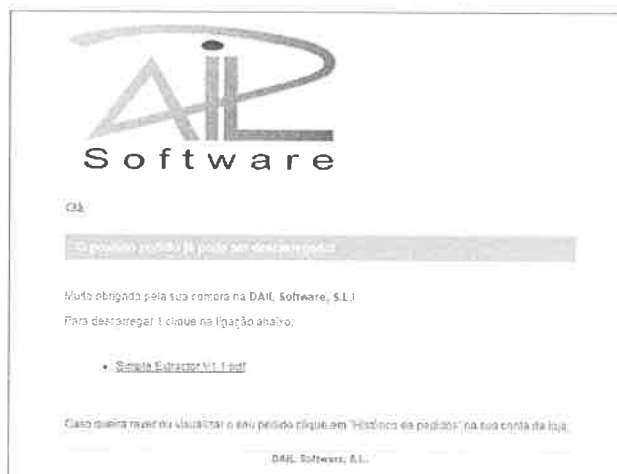 DAiL
Software
Olá,
O produto pedido já pode ser descarregado!
Muito obrigado pela sua compra na DAIL Software, S.L.!
Para descarregar 1 clique na ligação abaixo:
• Simple Extractor V1.1.pdf
Caso queira rever ou visualizar o seu pedido clique em "Histórico de pedidos" na sua conta da loja.
DAIL Software, S.L.